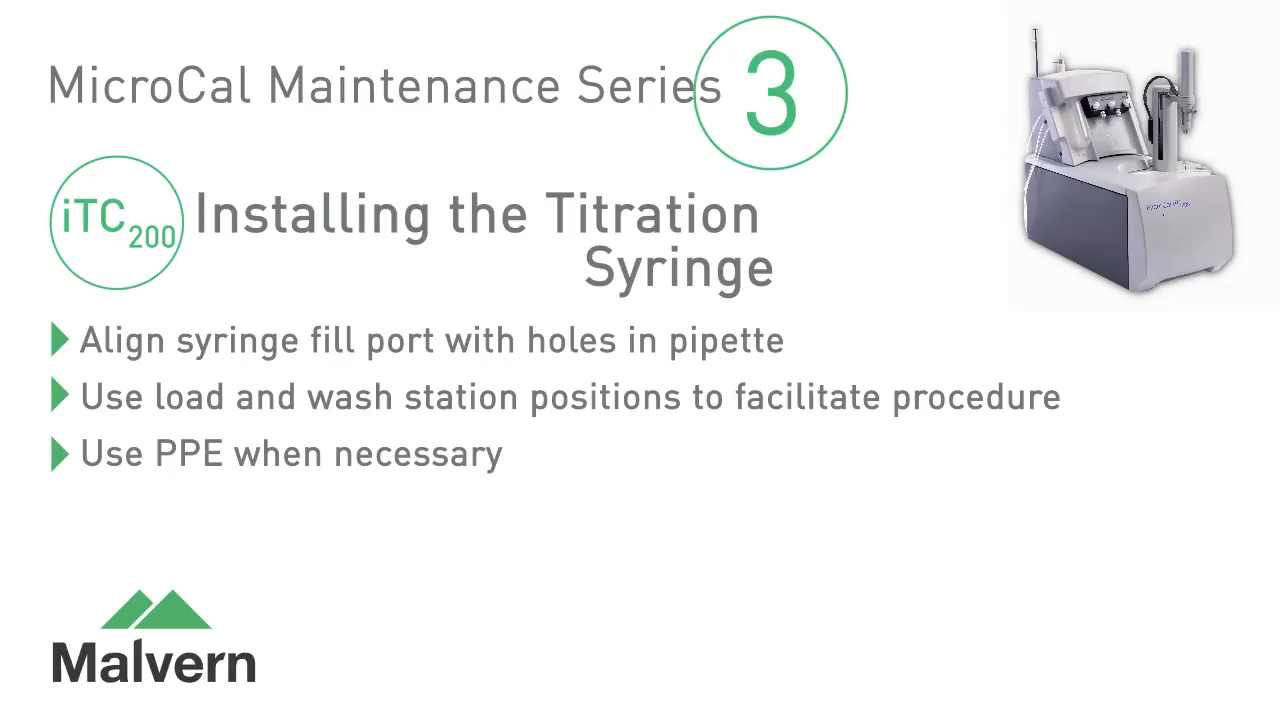 MicroCal Maintenance Series 3
iTC200 Installing the Titration
Syringe
Align syringe fill port with holes in pipette
Use load and wash station positions to facilitate procedure
Use PPE when necessary
Malvern